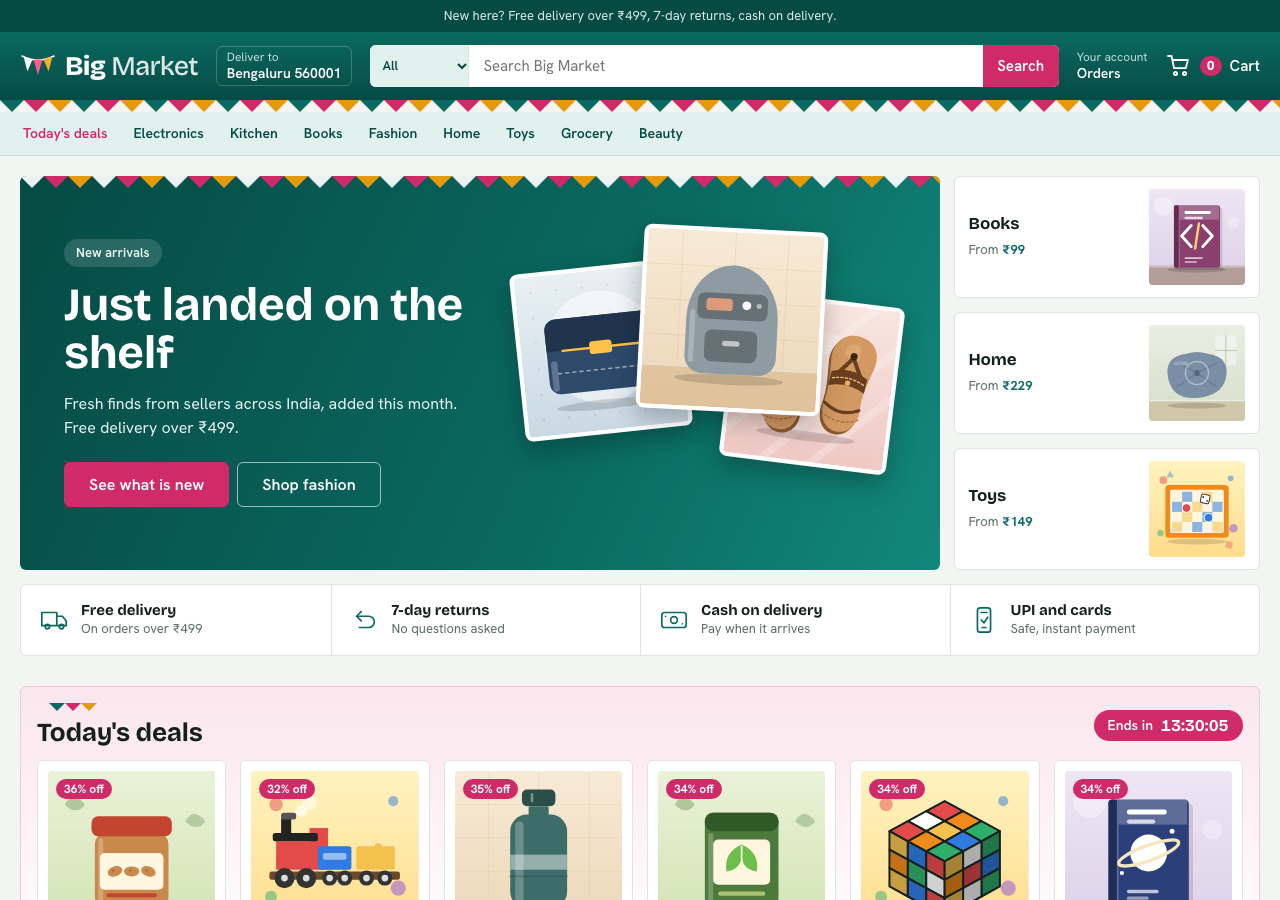 New here? Free delivery over ₹499, 7-day returns, cash on delivery.
Big Market
Deliver to
Bengaluru 560001
All
Search Big Market
Search
Your account
Orders
0
Cart
Today's deals
Electronics
Kitchen
Books
Fashion
Home
Toys
Grocery
Beauty
New arrivals
Just landed on the
shelf
Fresh finds from sellers across India, added this month.
Free delivery over ₹499.
See what is new
Shop fashion
Books
From ₹99
Home
From ₹229
Toys
From ₹149
Free delivery
On orders over ₹499
7-day returns
No questions asked
Cash on delivery
Pay when it arrives
UPI and cards
Safe, instant payment
Today's deals
Ends in 13:30:05
36% off
32% off
35% off
34% off
34% off
34% off